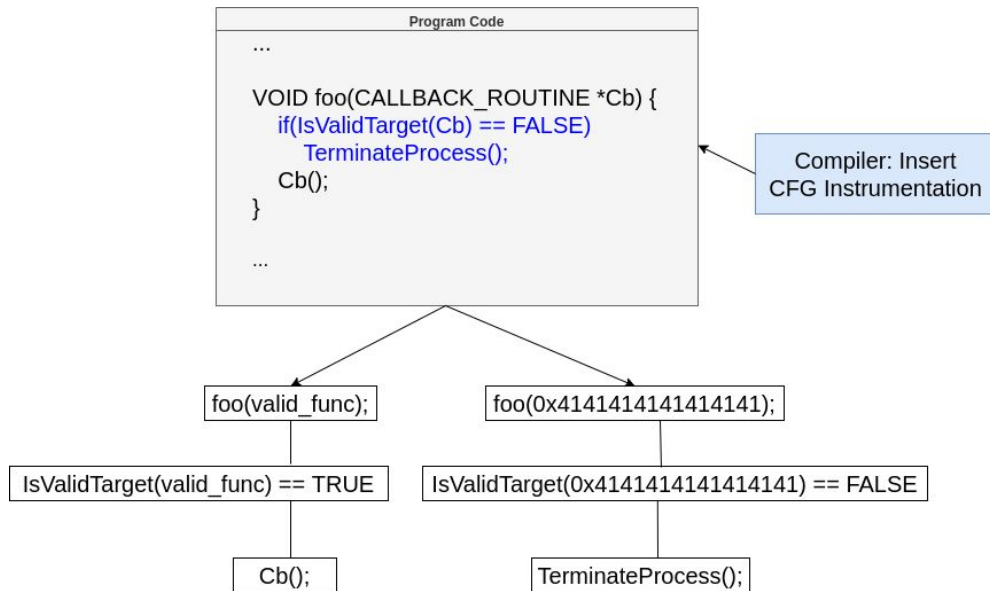 Program Code
...
VOID foo(CALLBACK_ROUTINE *Cb) {
if(IsValidTarget(Cb) == FALSE)
TerminateProcess();
Cb();
}
...
Compiler: Insert
CFG Instrumentation
foo(valid_func);
foo(0x4141414141414141);
IsValidTarget(valid_func) == TRUE
IsValidTarget(0x4141414141414141) == FALSE
Cb();
TerminateProcess();